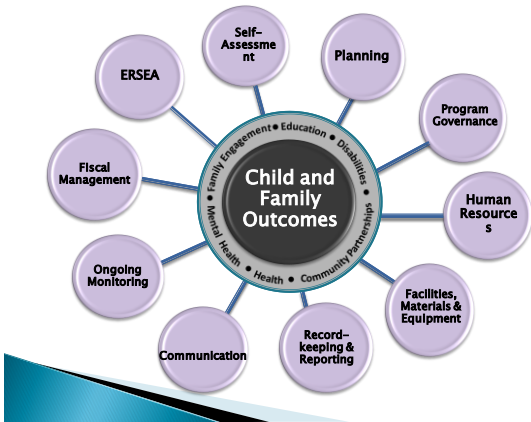 Self-
Assessme
nt
Planning
ERSEA
Program
Governance
Fiscal
Management
Human
Resource
s
Ongoing
Monitoring
Facilities,
Materials &
Equipment
Communication
Record-
keeping &
Reporting
Family Engagement • Education • Disabilities • Community Partnerships • Health • Mental Health
Child and
Family
Outcomes